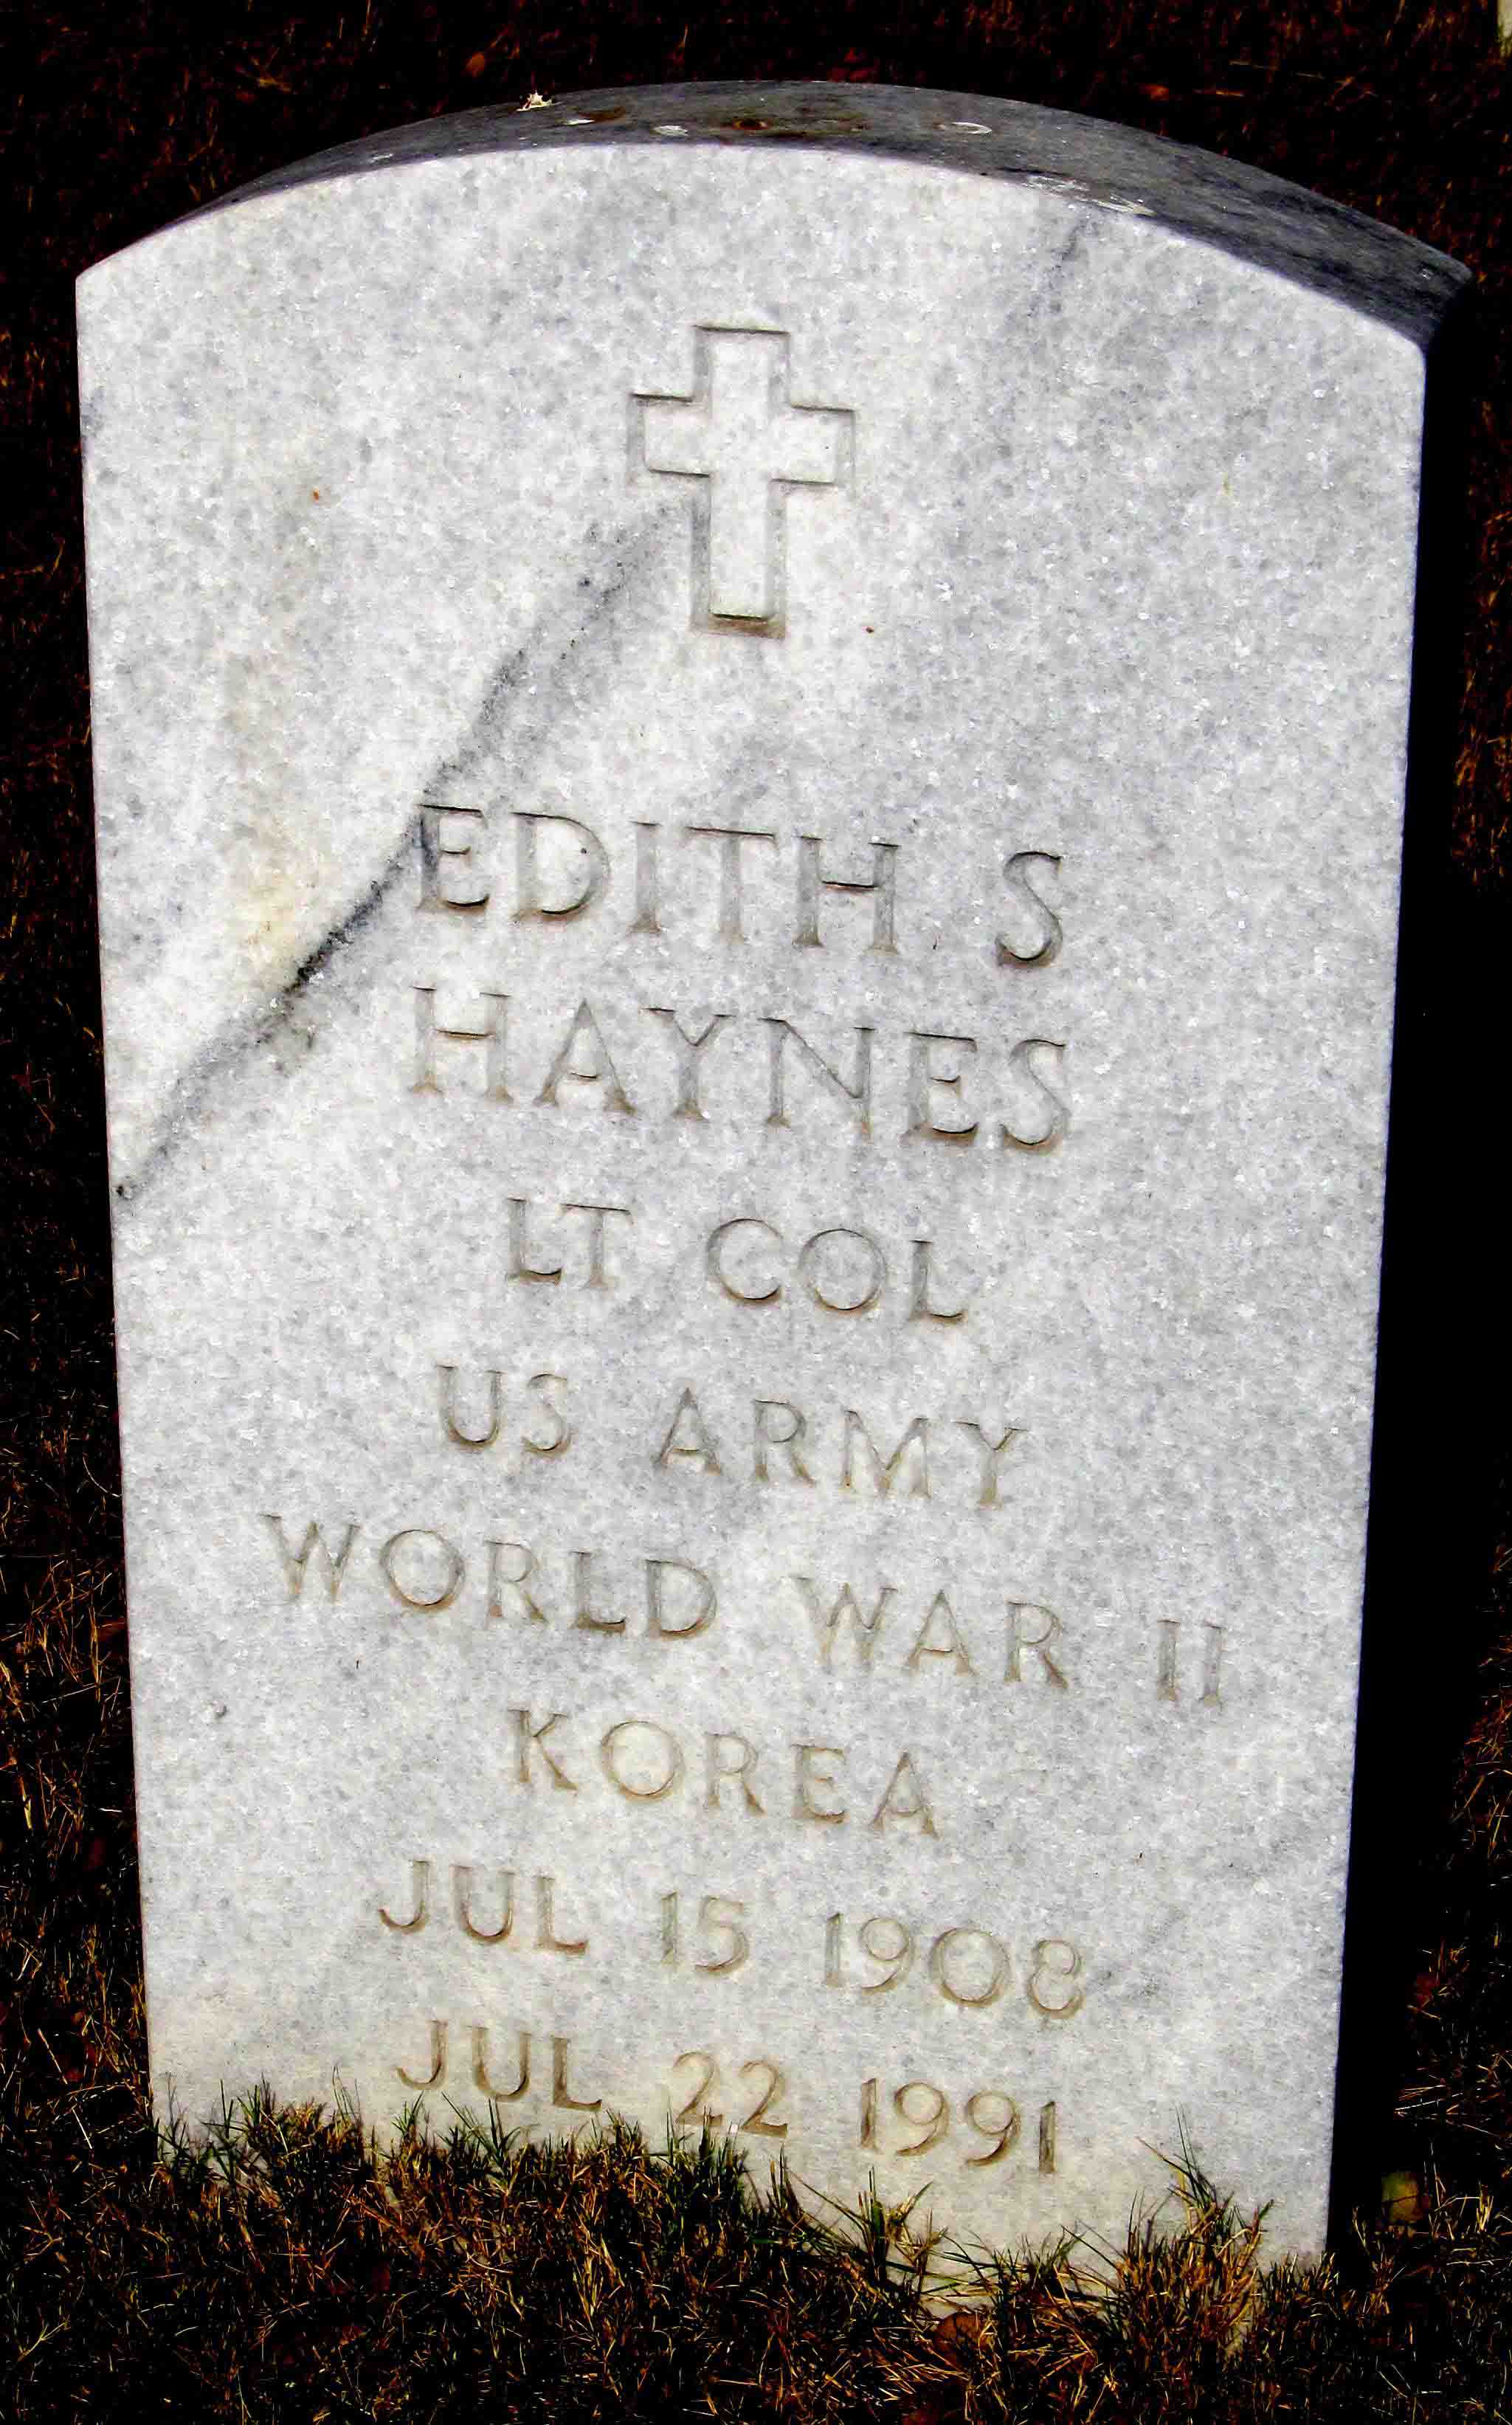 EDITH S
HAYNES
LT COL
US ARMY
WORLD WAR II
KOREA
JUL 15 1908
JUL 22 1991